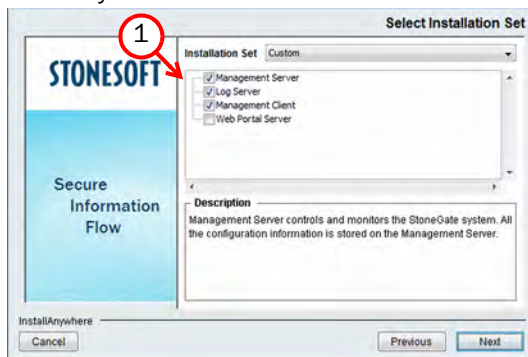 1
Select Installation Set
Installation Set Custom
STONESOFT
Management Server
Log Server
Management Client
Web Portal Server
Secure
Information
Flow
Description
Management Server controls and monitors the StoneGate system. All
the configuration information is stored on the Management Server.
InstallAnywhere
Cancel
Previous Next